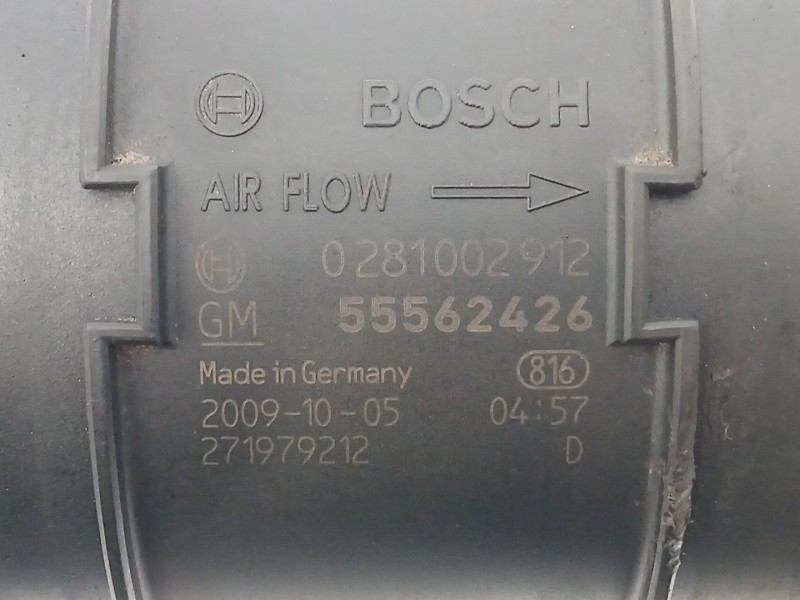 BOSCH
AIR FLOW
0 281 002 912
GM 55562426
Made in Germany 816
2009-10-05 04:57
271979212 D